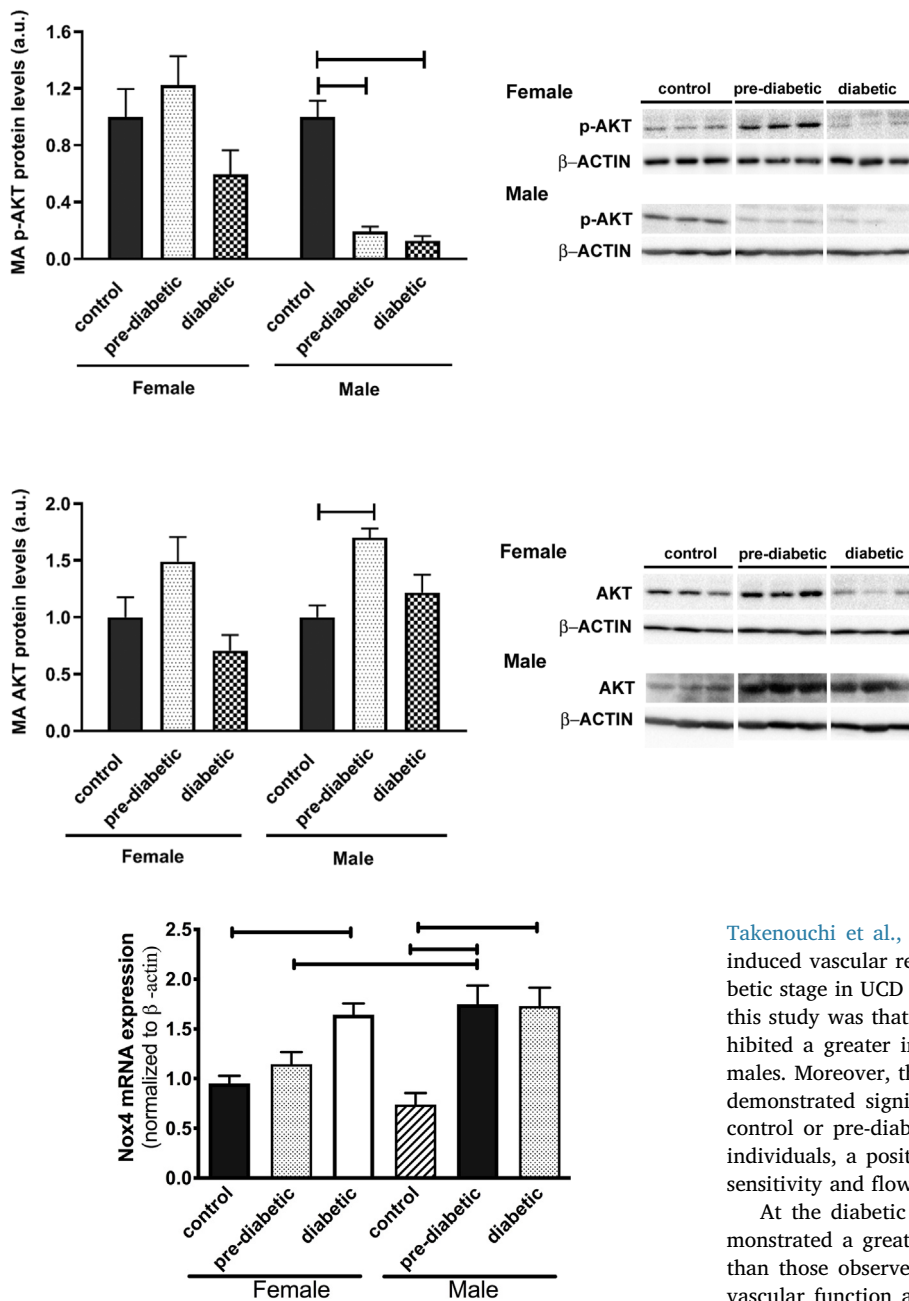 MA p-AKT protein levels (a.u.)
1.6
1.2
0.8
0.4
0.0
control
pre-diabetic
diabetic
control
pre-diabetic
diabetic
Female
Male
Female
control
pre-diabetic
diabetic
p-AKT
β–ACTIN
Male
p-AKT
β–ACTIN
MA AKT protein levels (a.u.)
2.0
1.5
1.0
0.5
0.0
control
pre-diabetic
diabetic
control
pre-diabetic
diabetic
Female
Male
Female
control
pre-diabetic
diabetic
AKT
β–ACTIN
Male
AKT
β–ACTIN
Nox4 mRNA expression
(normalized to β -actin)
2.5
2.0
1.5
1.0
0.5
0.0
control
pre-diabetic
diabetic
control
pre-diabetic
diabetic
Female
Male
Takenouchi et al.,
induced vascular re
betic stage in UCD
this study was that
hibited a greater in
males. Moreover, th
demonstrated signi
control or pre-diab
individuals, a posit
sensitivity and flow
At the diabetic
monstrated a great
than those observe
vascular function a